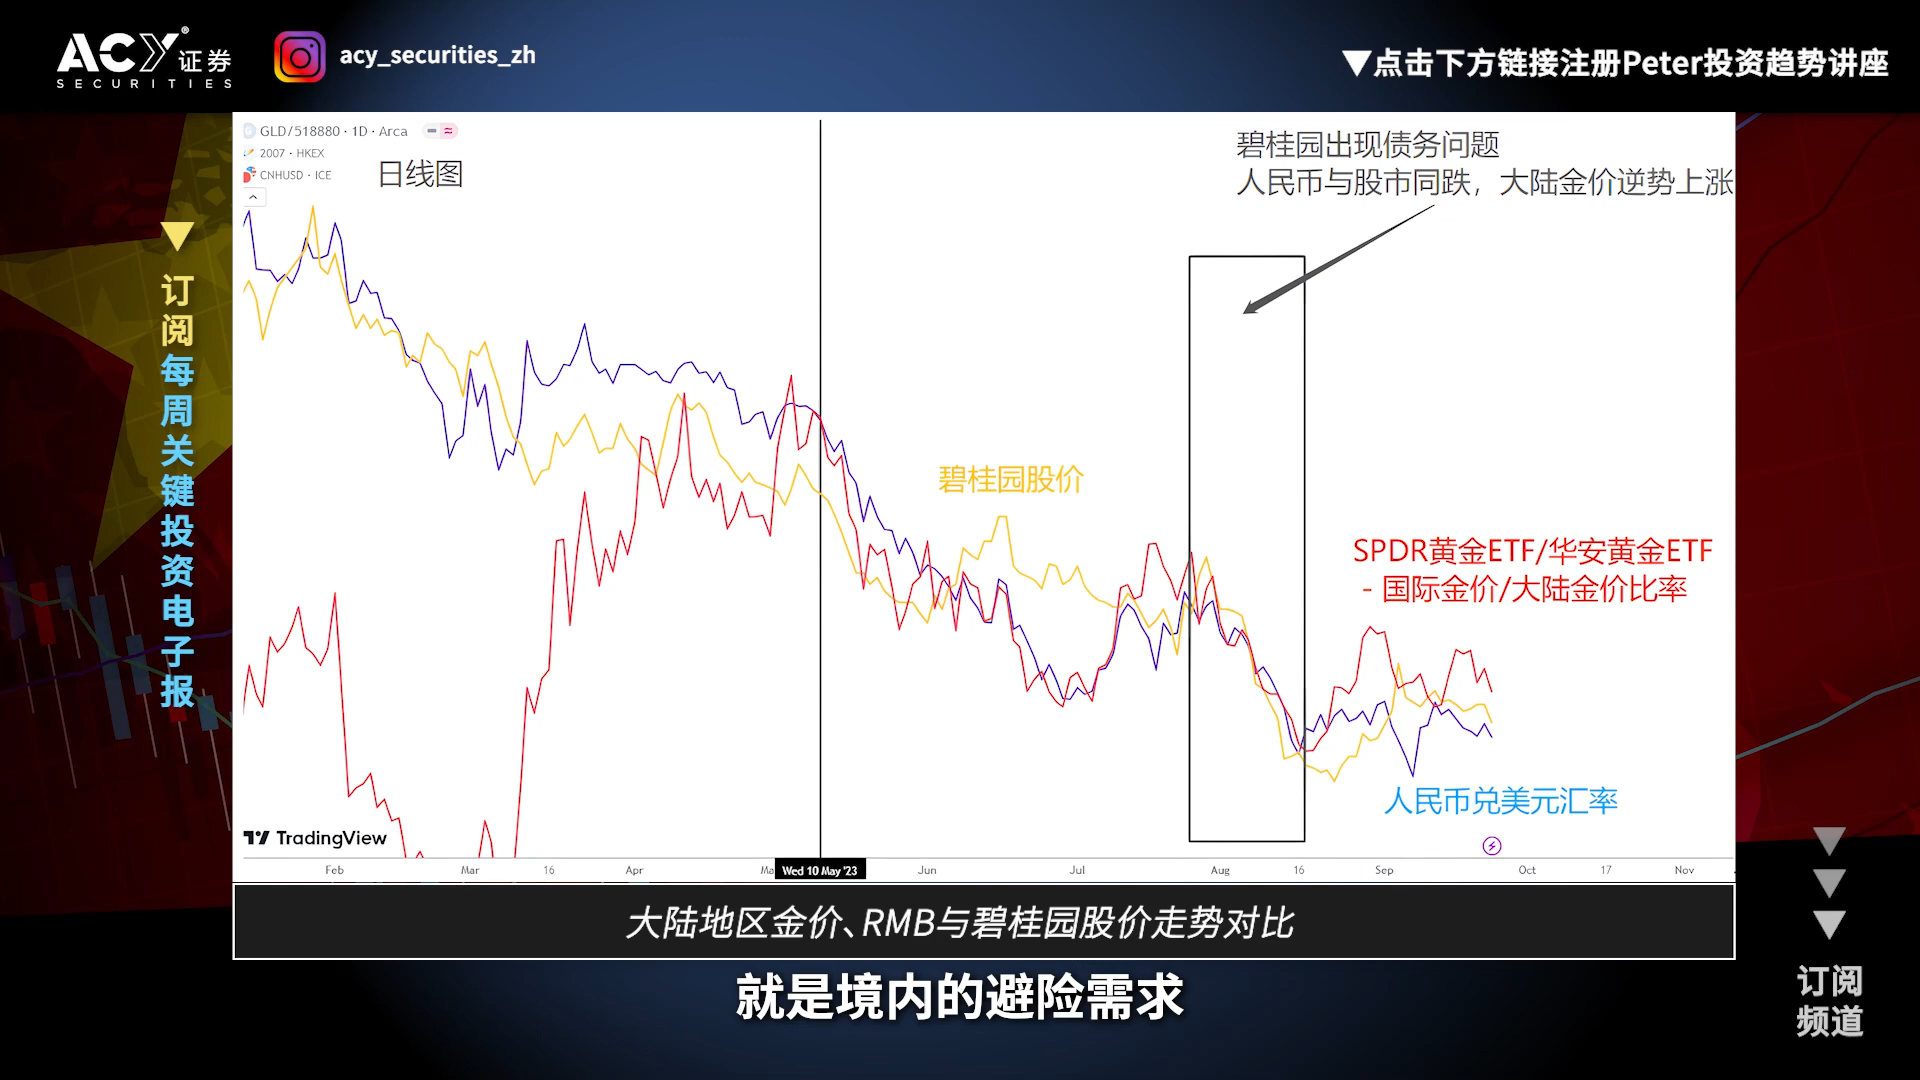 ACY® 证券
SECURITIES
acy_securities_zh
▼点击下方链接注册Peter投资趋势讲座
GLD/518880 · 1D · Arca
2007 · HKEX
CNHUSD · ICE
日线图
碧桂园出现债务问题
人民币与股市同跌，大陆金价逆势上涨
▼订阅每周关键投资电子报
碧桂园股价
SPDR黄金ETF/华安黄金ETF
- 国际金价/大陆金价比率
人民币兑美元汇率
TradingView
Feb Mar 16 Apr Ma Wed 10 May '23 Jun Jul Aug 16 Sep Oct 17 Nov
大陆地区金价、RMB与碧桂园股价走势对比
就是境内的避险需求
订阅
频道